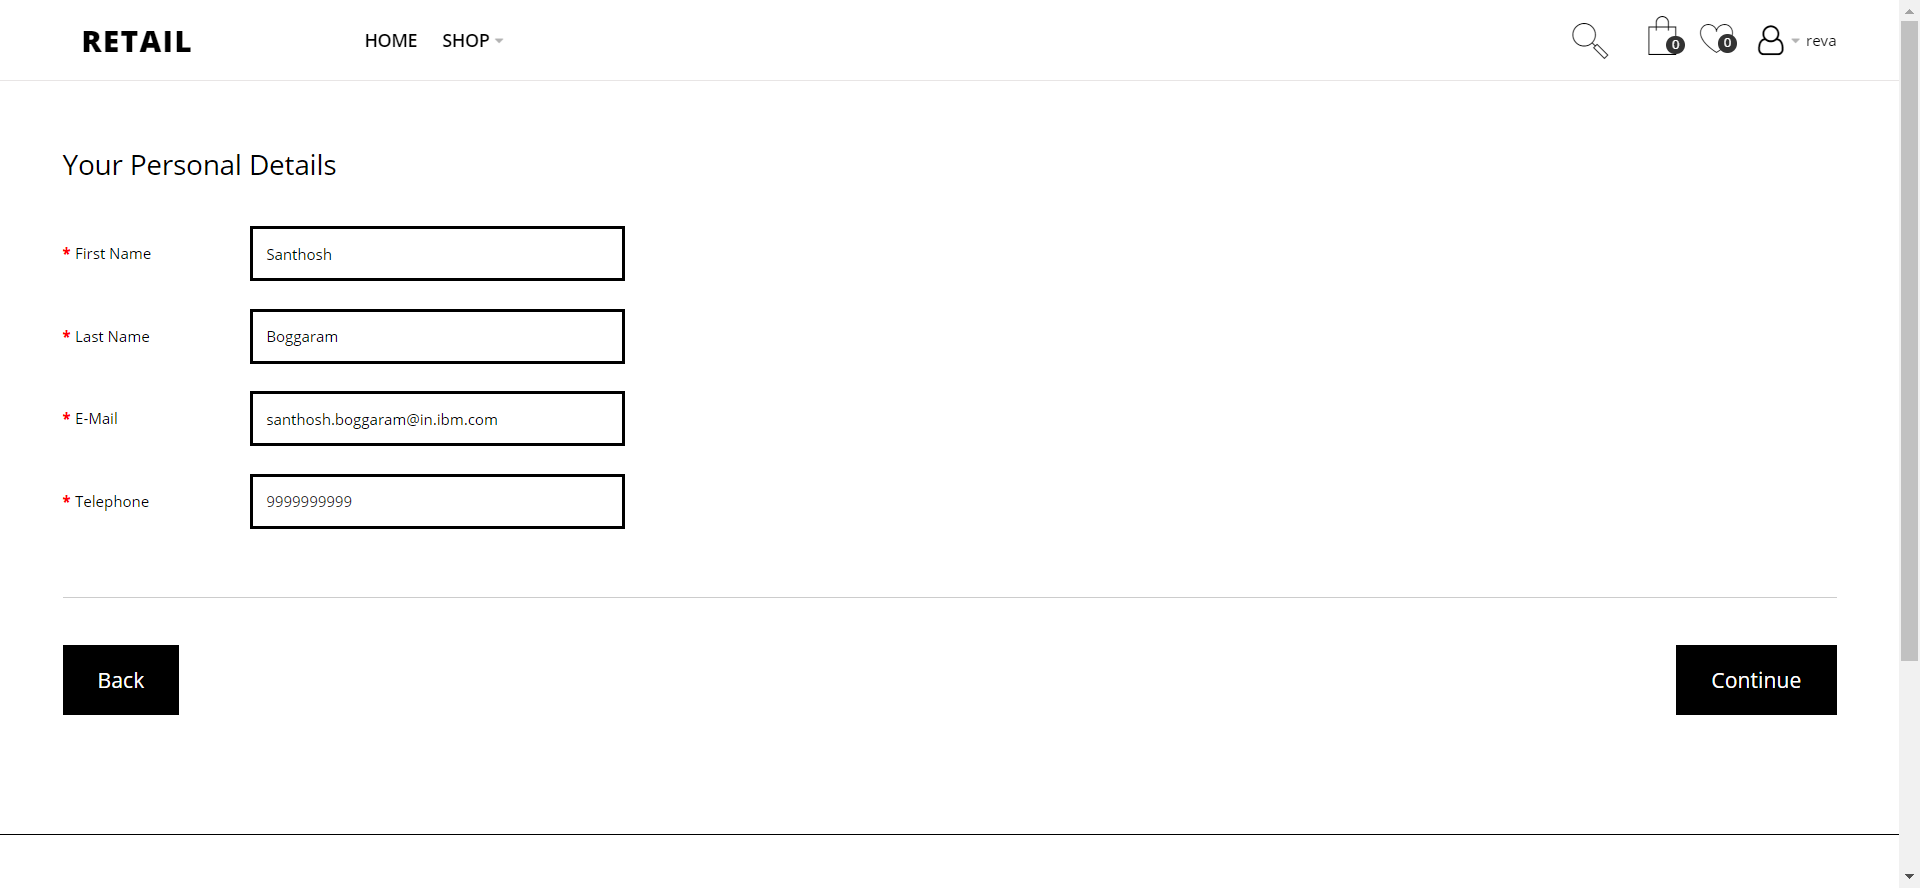 RETAIL
HOME SHOP
0
0
reva
Your Personal Details
* First Name
Santhosh
* Last Name
Boggaram
* E-Mail
santhosh.boggaram@in.ibm.com
* Telephone
9999999999
Back
Continue